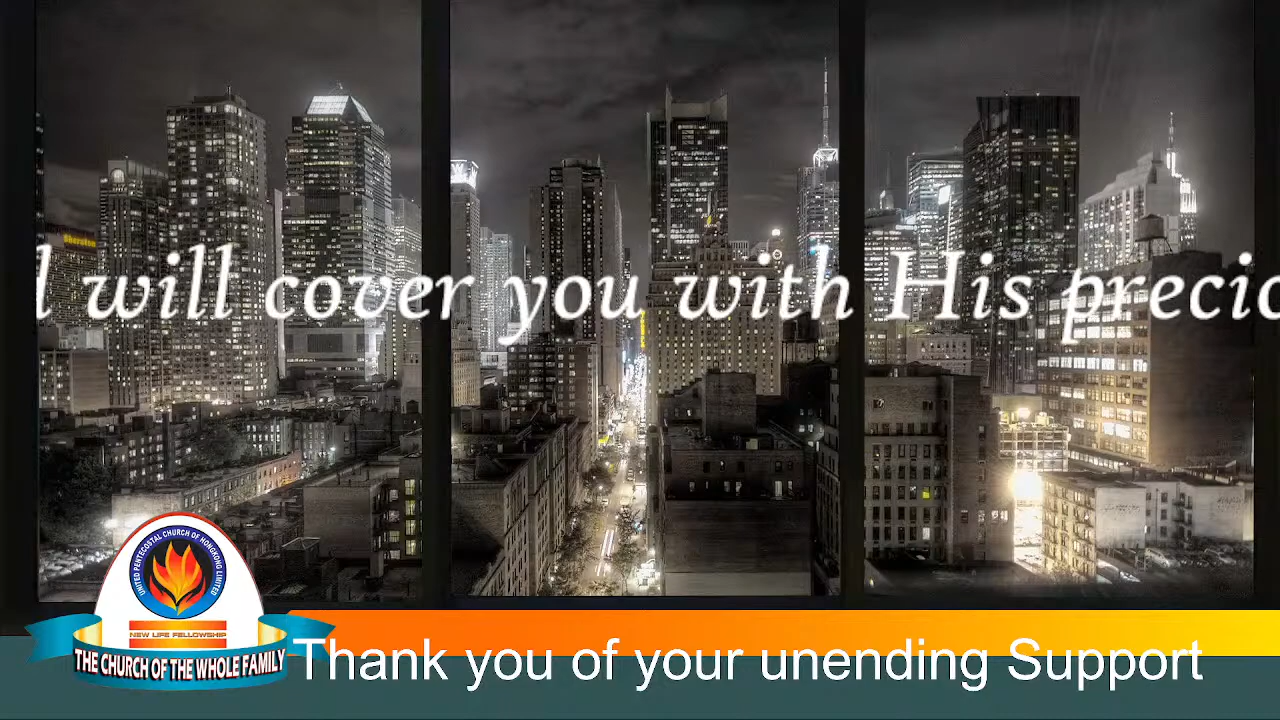 Sheraton
will cover you with His
UNITED PENTECOSTAL CHURCH OF HONGKONG LIMITED
NEW LIFE FELLOWSHIP
THE CHURCH OF THE WHOLE FAMILY
Thank you of your unending Support